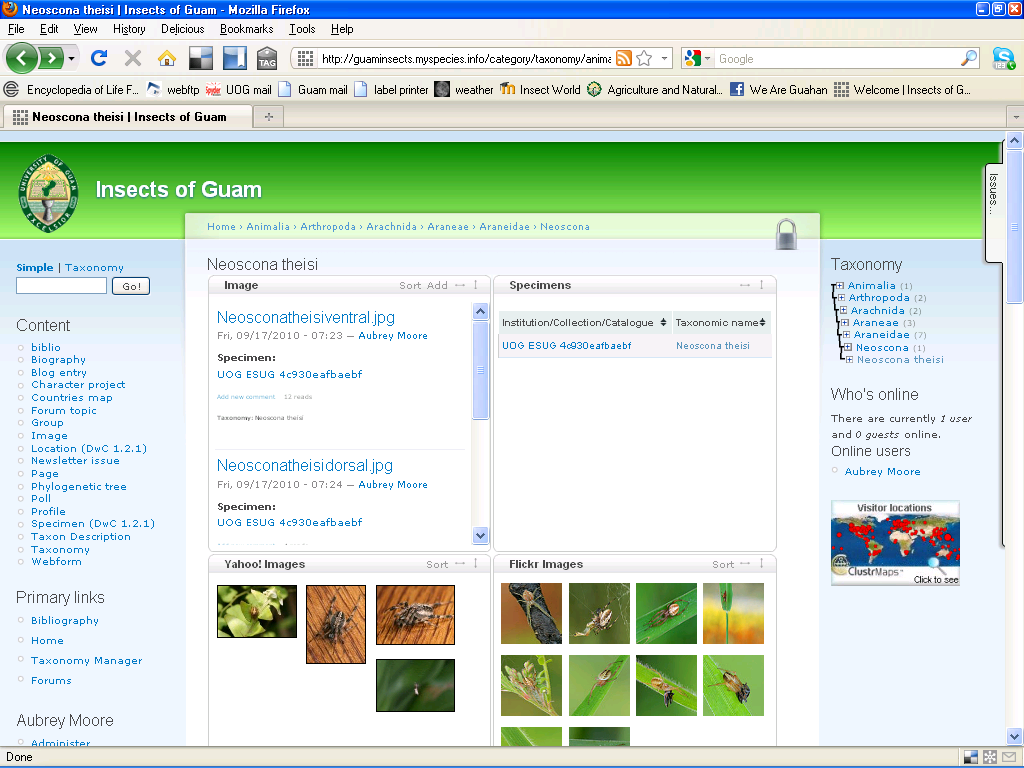 Neoscona theisi | Insects of Guam - Mozilla Firefox
File Edit View History Delicious Bookmarks Tools Help
TAG
http://guaminsects.myspecies.info/category/taxonomy/anima
Google
Encyclopedia of Life F... webftp UOG mail Guam mail label printer weather Insect World Agriculture and Natural... We Are Guahan Welcome | Insects of G...
Neoscona theisi | Insects of Guam
UNIVERSITY OF GUAM
EXCELSIOR
Insects of Guam
Issues...
Home › Animalia › Arthropoda › Arachnida › Araneae › Araneidae › Neoscona
Simple | Taxonomy
Go!
Content
biblio
Biography
Blog entry
Character project
Countries map
Forum topic
Group
Image
Location (DwC 1.2.1)
Newsletter issue
Page
Phylogenetic tree
Poll
Profile
Specimen (DwC 1.2.1)
Taxon Description
Taxonomy
Webform
Primary links
Bibliography
Home
Taxonomy Manager
Forums
Aubrey Moore
Administer
Neoscona theisi
Image Sort Add
Neosconatheisiventral.jpg
Fri, 09/17/2010 - 07:23 — Aubrey Moore
Specimen:
UOG ESUG 4c930eafbaebf
Add new comment 12 reads
Taxonomy: Neoscona theisi
Neosconatheisidorsal.jpg
Fri, 09/17/2010 - 07:24 — Aubrey Moore
Specimen:
UOG ESUG 4c930eafbaebf
Specimens
Institution/Collection/Catalogue Taxonomic name
UOG ESUG 4c930eafbaebf Neoscona theisi
Yahoo! Images Sort
Flickr Images Sort
Taxonomy
Animalia (1)
Arthropoda (2)
Arachnida (2)
Araneae (3)
Araneidae (7)
Neoscona (1)
Neoscona theisi
Who's online
There are currently 1 user
and 0 guests online.
Online users
Aubrey Moore
Visitor locations
ClustrMaps™
Click to see
Done